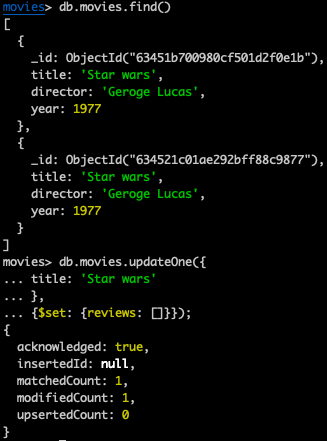 movies> db.movies.find()
[
  {
    _id: ObjectId("63451b700980cf501d2f0e1b"),
    title: 'Star wars',
    director: 'Geroge Lucas',
    year: 1977
  },
  {
    _id: ObjectId("634521c01ae292bff88c9877"),
    title: 'Star wars',
    director: 'Geroge Lucas',
    year: 1977
  }
]
movies> db.movies.updateOne({
... title: 'Star wars'
... },
... {$set: {reviews: []}});
{
  acknowledged: true,
  insertedId: null,
  matchedCount: 1,
  modifiedCount: 1,
  upsertedCount: 0
}